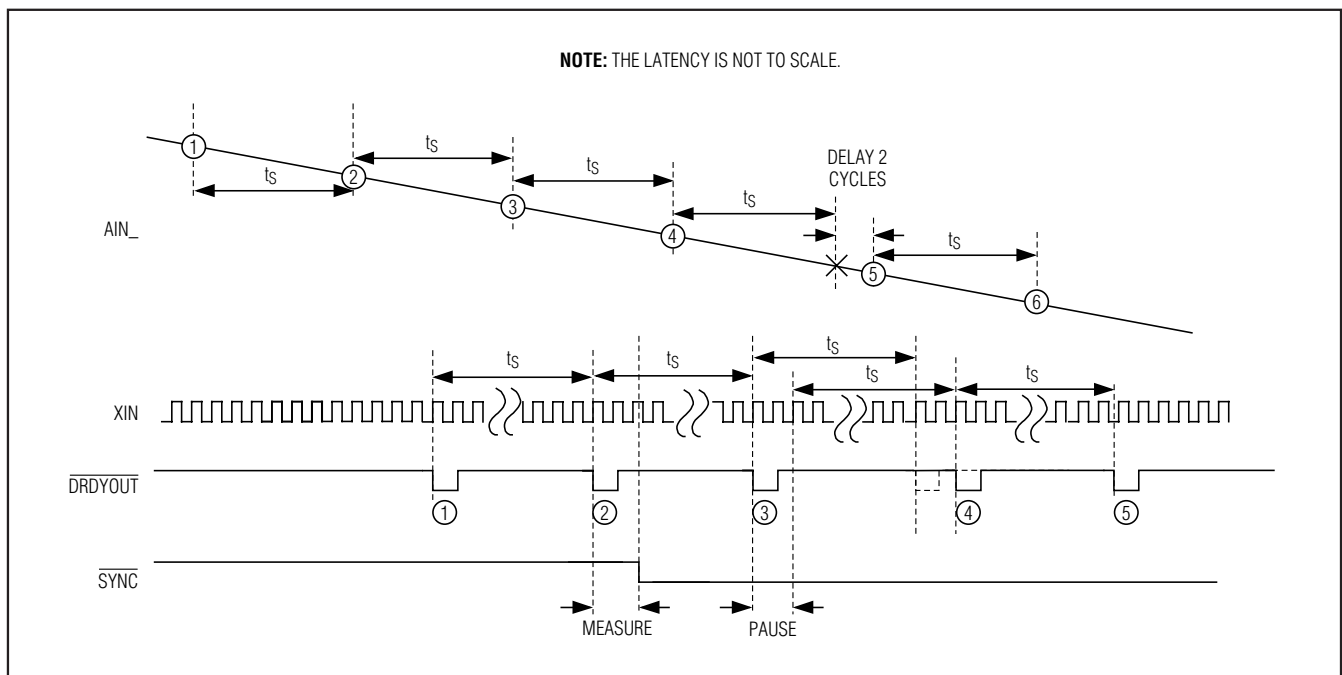 NOTE: THE LATENCY IS NOT TO SCALE.
1
tS
2
tS
3
tS
4
tS
DELAY 2
CYCLES
5
tS
6
AIN_
tS
tS
tS
tS
tS
XIN
DRDYOUT
1
2
3
4
5
SYNC
MEASURE
PAUSE